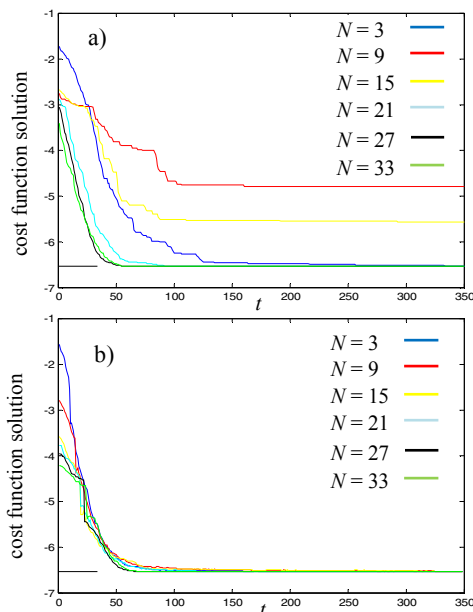 -1
a)
N = 3
-2
N = 9
N = 15
-3
N = 21
-4
N = 27
N = 33
-5
-6
-7
0 50 100 150 200 250 300 350
t
cost function solution
-1
b)
N = 3
-2
N = 9
N = 15
-3
N = 21
-4
N = 27
N = 33
-5
-6
-7
0 50 100 150 200 250 300 350
t
cost function solution